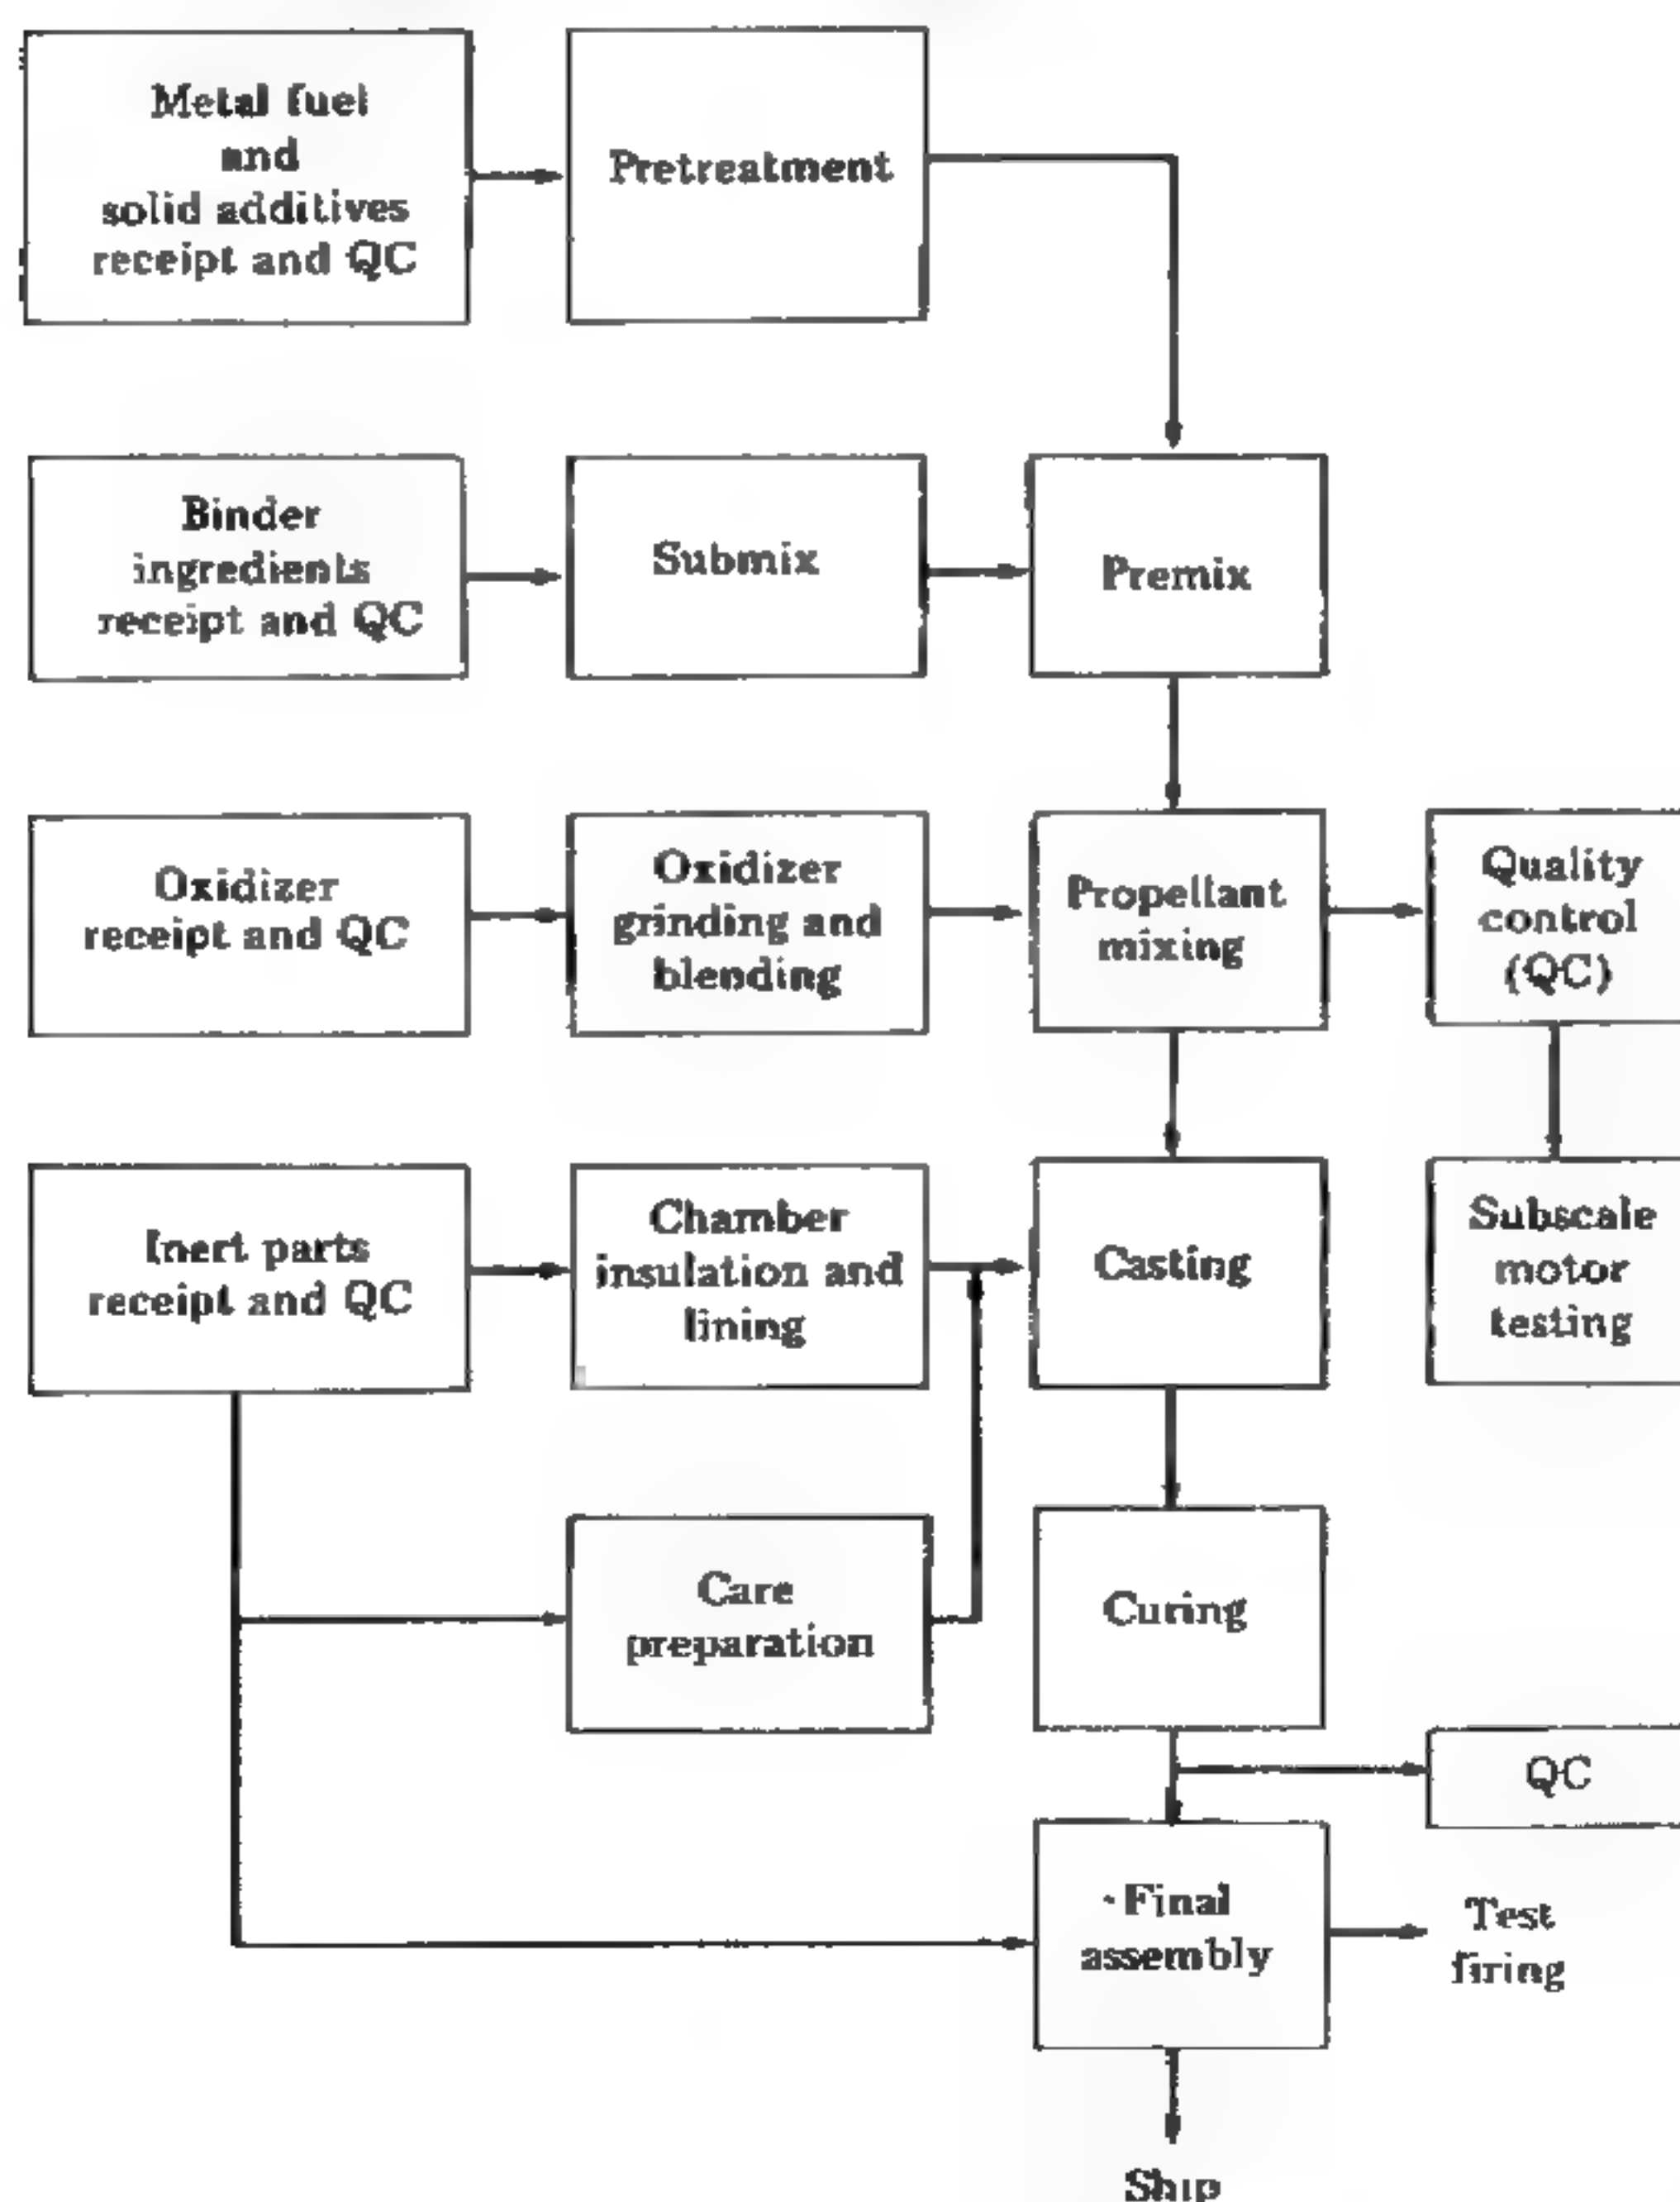 Metal fuel
and
solid additives
receipt and QC
Pretreatment
Binder
ingredients
receipt and QC
Submix
Premix
Oxidizer
receipt and QC
Oxidizer
grinding and
blending
Propellant
mixing
Quality
control
(QC)
Inert parts
receipt and QC
Chamber
insulation and
lining
Casting
Subscale
motor
testing
Care
preparation
Curing
QC
Final
assembly
Test
firing
Ship